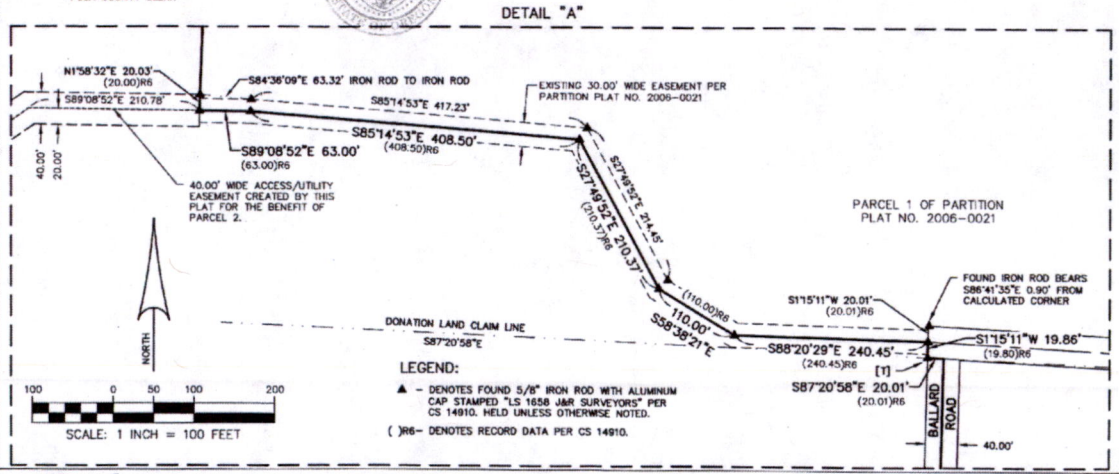 DETAIL "A"
N1°58'32"E 20.03'
(20.00)R6
S84°36'09"E 63.32' IRON ROD TO IRON ROD
S89°08'52"E 210.78'
S85°14'53"E 417.23'
EXISTING 30.00' WIDE EASEMENT PER
PARTITION PLAT NO. 2006-0021
S85°14'53"E 408.50'
(408.50)R6
S89°08'52"E 63.00'
(63.00)R6
40.00'
20.00'
40.00' WIDE ACCESS/UTILITY
EASEMENT CREATED BY THIS
PLAT FOR THE BENEFIT OF
PARCEL 2.
S27°49'52"E 214.45'
S27°49'52"E 210.37'
(210.37)R6
PARCEL 1 OF PARTITION
PLAT NO. 2006-0021
FOUND IRON ROD BEARS
S86°41'35"E 0.90' FROM
CALCULATED CORNER
(110.00)R6
110.00'
S58°38'21"E
S1°15'11"W 20.01'
(20.01)R6
S1°15'11"W 19.86'
(19.80)R6
S88°20'29"E 240.45'
(240.45)R6
[T]
S87°20'58"E 20.01'
(20.01)R6
BALLARD
ROAD
40.00'
DONATION LAND CLAIM LINE
S87°20'58"E
NORTH
LEGEND:
▲ - DENOTES FOUND 5/8" IRON ROD WITH ALUMINUM
CAP STAMPED "LS 1658 J&R SURVEYORS" PER
CS 14910. HELD UNLESS OTHERWISE NOTED.
( )R6- DENOTES RECORD DATA PER CS 14910.
100 0 100 200
SCALE: 1 INCH = 100 FEET